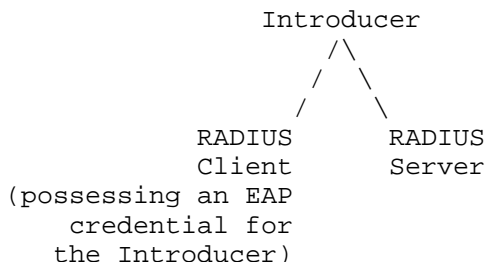 Introducer
/\
/ \
/ \
RADIUS RADIUS
Client Server
(possessing an EAP
credential for
the Introducer)